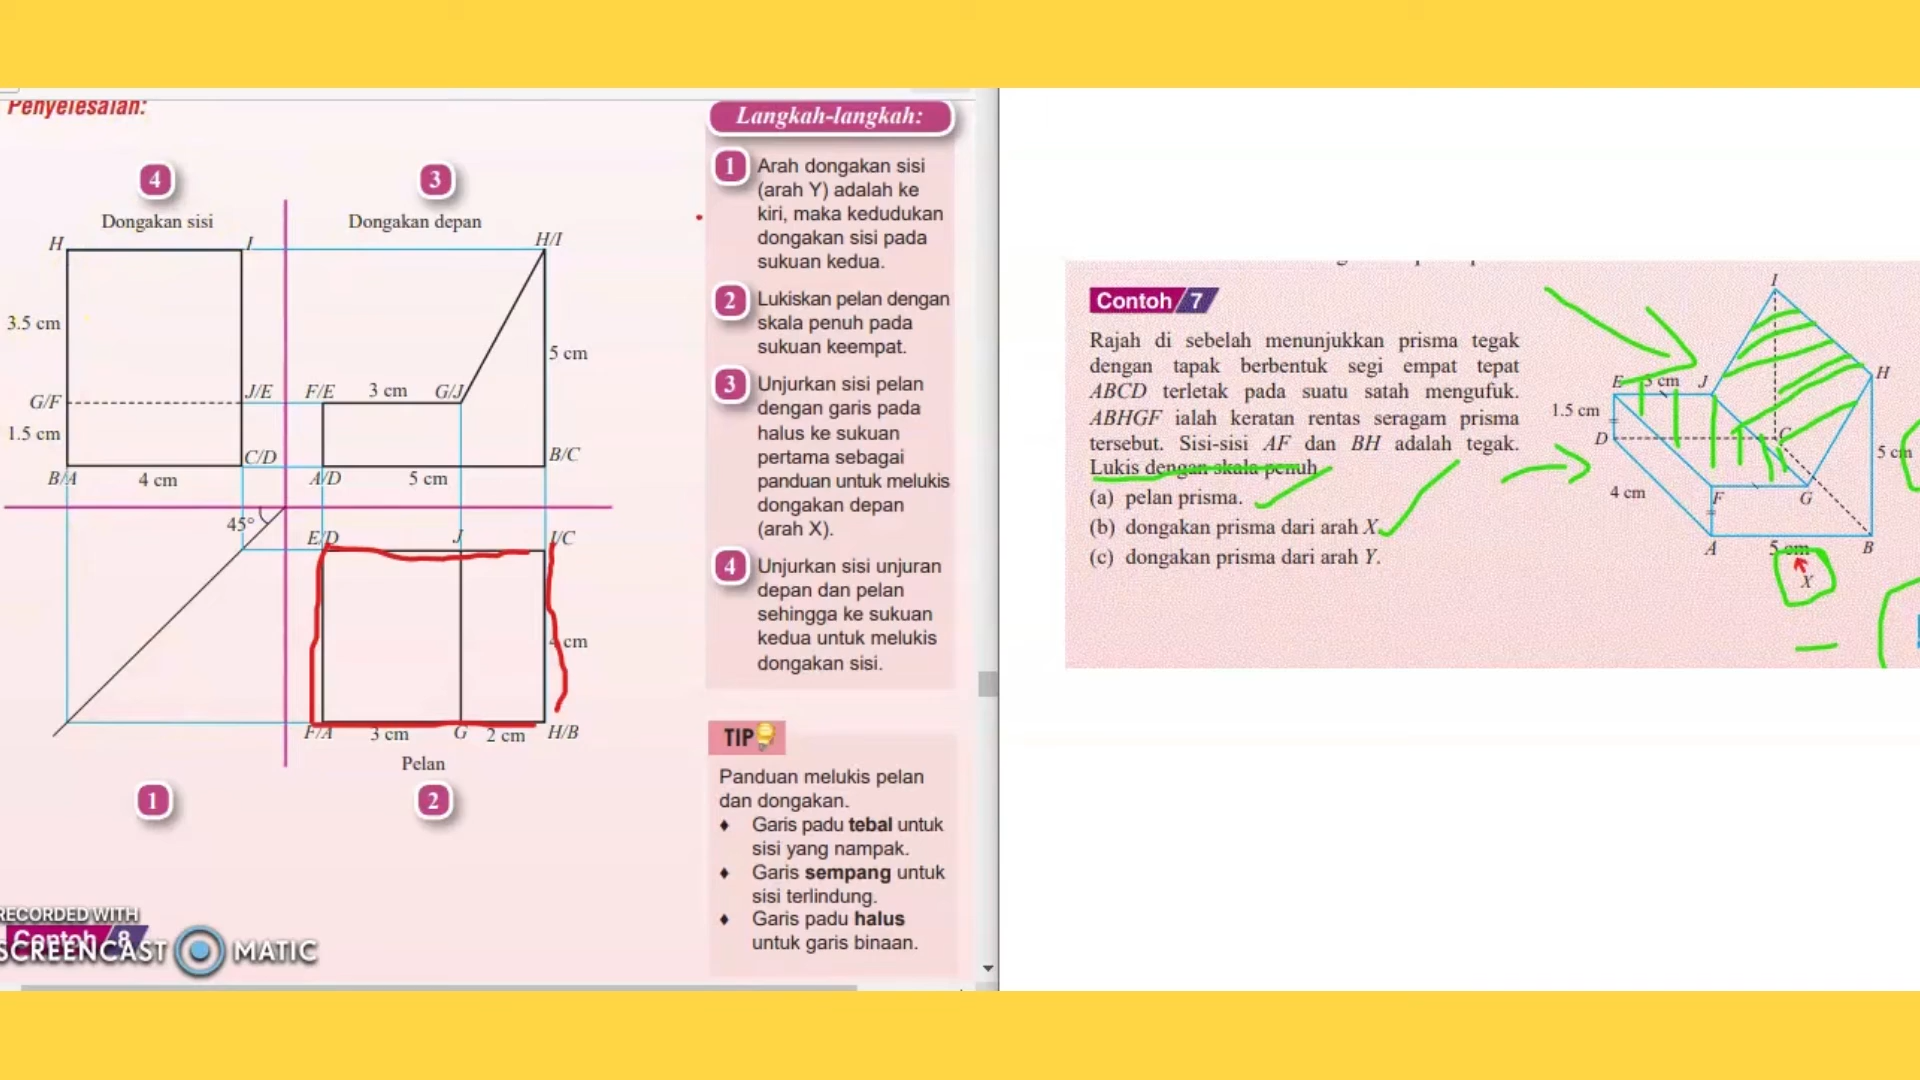 Penyelesaian:
4
Dongakan sisi
3
Dongakan depan
H
I
H/I
3.5 cm
5 cm
G/F
J/E
F/E
3 cm
G/J
1.5 cm
C/D
B/C
B/A
4 cm
A/D
5 cm
45°
E/D
J
I/C
4 cm
F/A
3 cm
G
2 cm
H/B
Pelan
1
2
RECORDED WITH
Contoh 8
SCREENCAST MATIC
Langkah-langkah:
1 Arah dongakan sisi
(arah Y) adalah ke
kiri, maka kedudukan
dongakan sisi pada
sukuan kedua.
2 Lukiskan pelan dengan
skala penuh pada
sukuan keempat.
3 Unjurkan sisi pelan
dengan garis pada
halus ke sukuan
pertama sebagai
panduan untuk melukis
dongakan depan
(arah X).
4 Unjurkan sisi unjuran
depan dan pelan
sehingga ke sukuan
kedua untuk melukis
dongakan sisi.
TIP
Panduan melukis pelan
dan dongakan.
♦ Garis padu tebal untuk
sisi yang nampak.
♦ Garis sempang untuk
sisi terlindung.
♦ Garis padu halus
untuk garis binaan.
Contoh 7
Rajah di sebelah menunjukkan prisma tegak
dengan tapak berbentuk segi empat tepat
ABCD terletak pada suatu satah mengufuk.
ABHGF ialah keratan rentas seragam prisma
tersebut. Sisi-sisi AF dan BH adalah tegak.
Lukis dengan skala penuh
(a) pelan prisma.
(b) dongakan prisma dari arah X.
(c) dongakan prisma dari arah Y.
I
E
3 cm
J
H
1.5 cm
D
C
5 cm
4 cm
F
G
A
5 cm
B
X